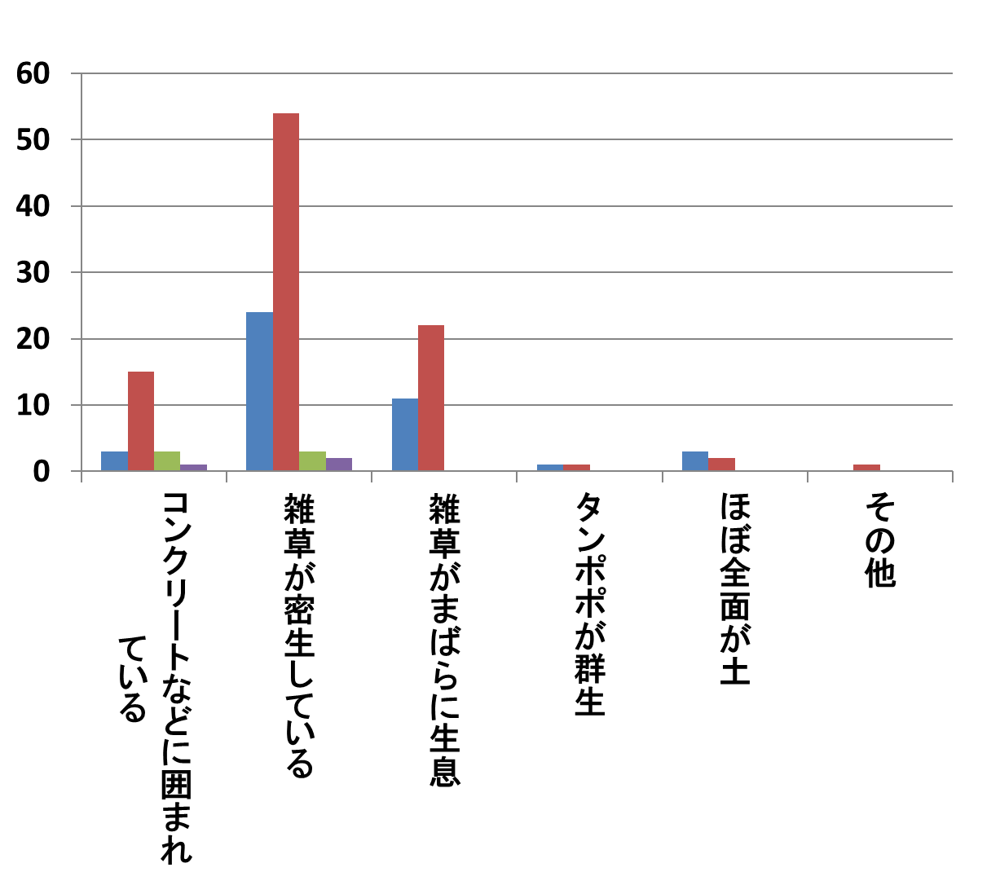 60
50
40
30
20
10
0
コンクリートなどに囲まれ
ている
雑草が密生している
雑草がまばらに生息
タンポポが群生
ほぼ全面が土
その他